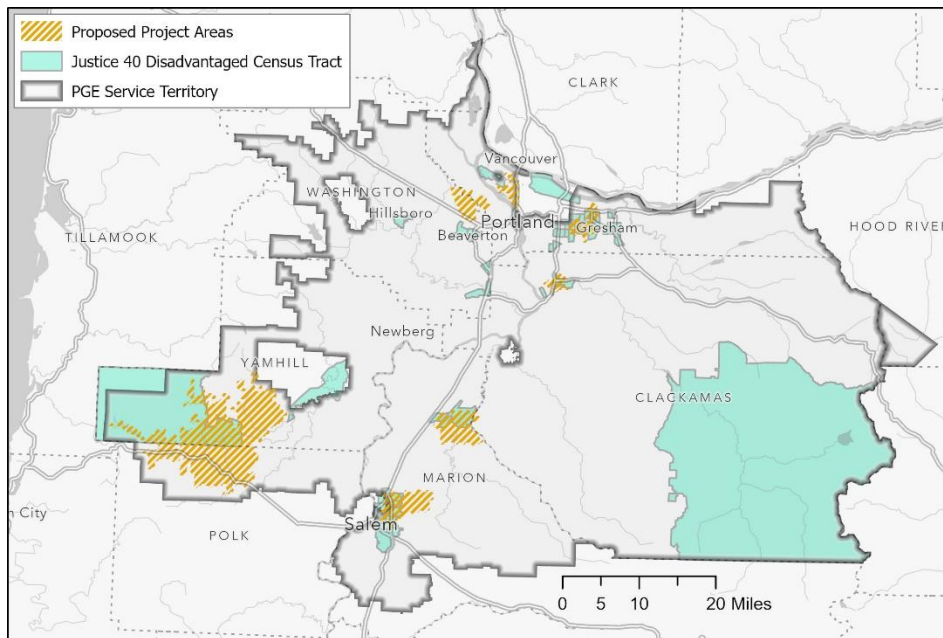 Proposed Project Areas
Justice 40 Disadvantaged Census Tract
PGE Service Territory
CLARK
Vancouver
WASHINGTON
Hillsboro
Portland
Beaverton
Gresham
TILLAMOOK
HOOD RIVER
Newberg
YAMHILL
CLACKAMAS
MARION
n City
Salem
POLK
0 5 10 20 Miles